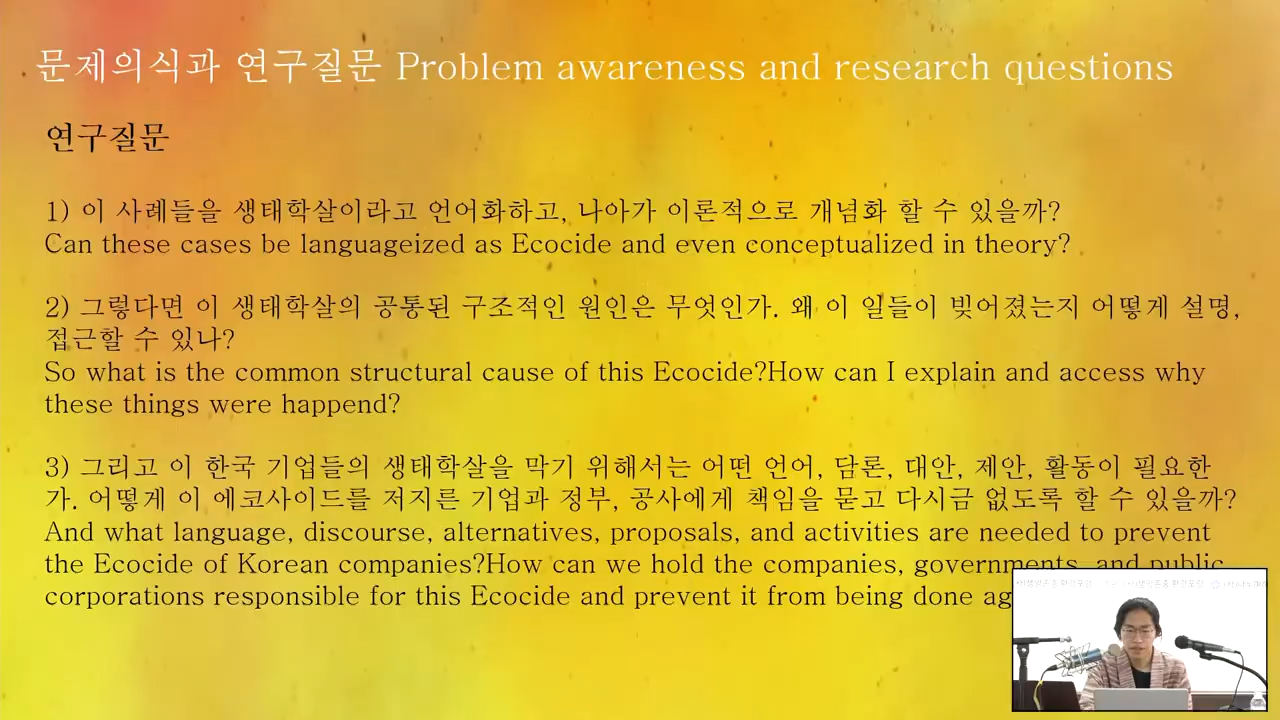 문제의식과 연구질문 Problem awareness and research questions
연구질문
1) 이 사례들을 생태학살이라고 언어화하고, 나아가 이론적으로 개념화 할 수 있을까?
Can these cases be languageized as Ecocide and even conceptualized in theory?
2) 그렇다면 이 생태학살의 공통된 구조적인 원인은 무엇인가. 왜 이 일들이 빚어졌는지 어떻게 설명,
접근할 수 있나?
So what is the common structural cause of this Ecocide?How can I explain and access why
these things were happend?
3) 그리고 이 한국 기업들의 생태학살을 막기 위해서는 어떤 언어, 담론, 대안, 제안, 활동이 필요한
가. 어떻게 이 에코사이드를 저지른 기업과 정부, 공사에게 책임을 묻고 다시금 없도록 할 수 있을까?
And what language, discourse, alternatives, proposals, and activities are needed to prevent
the Ecocide of Korean companies?How can we hold the companies, governments, and public
corporations responsible for this Ecocide and prevent it from being done